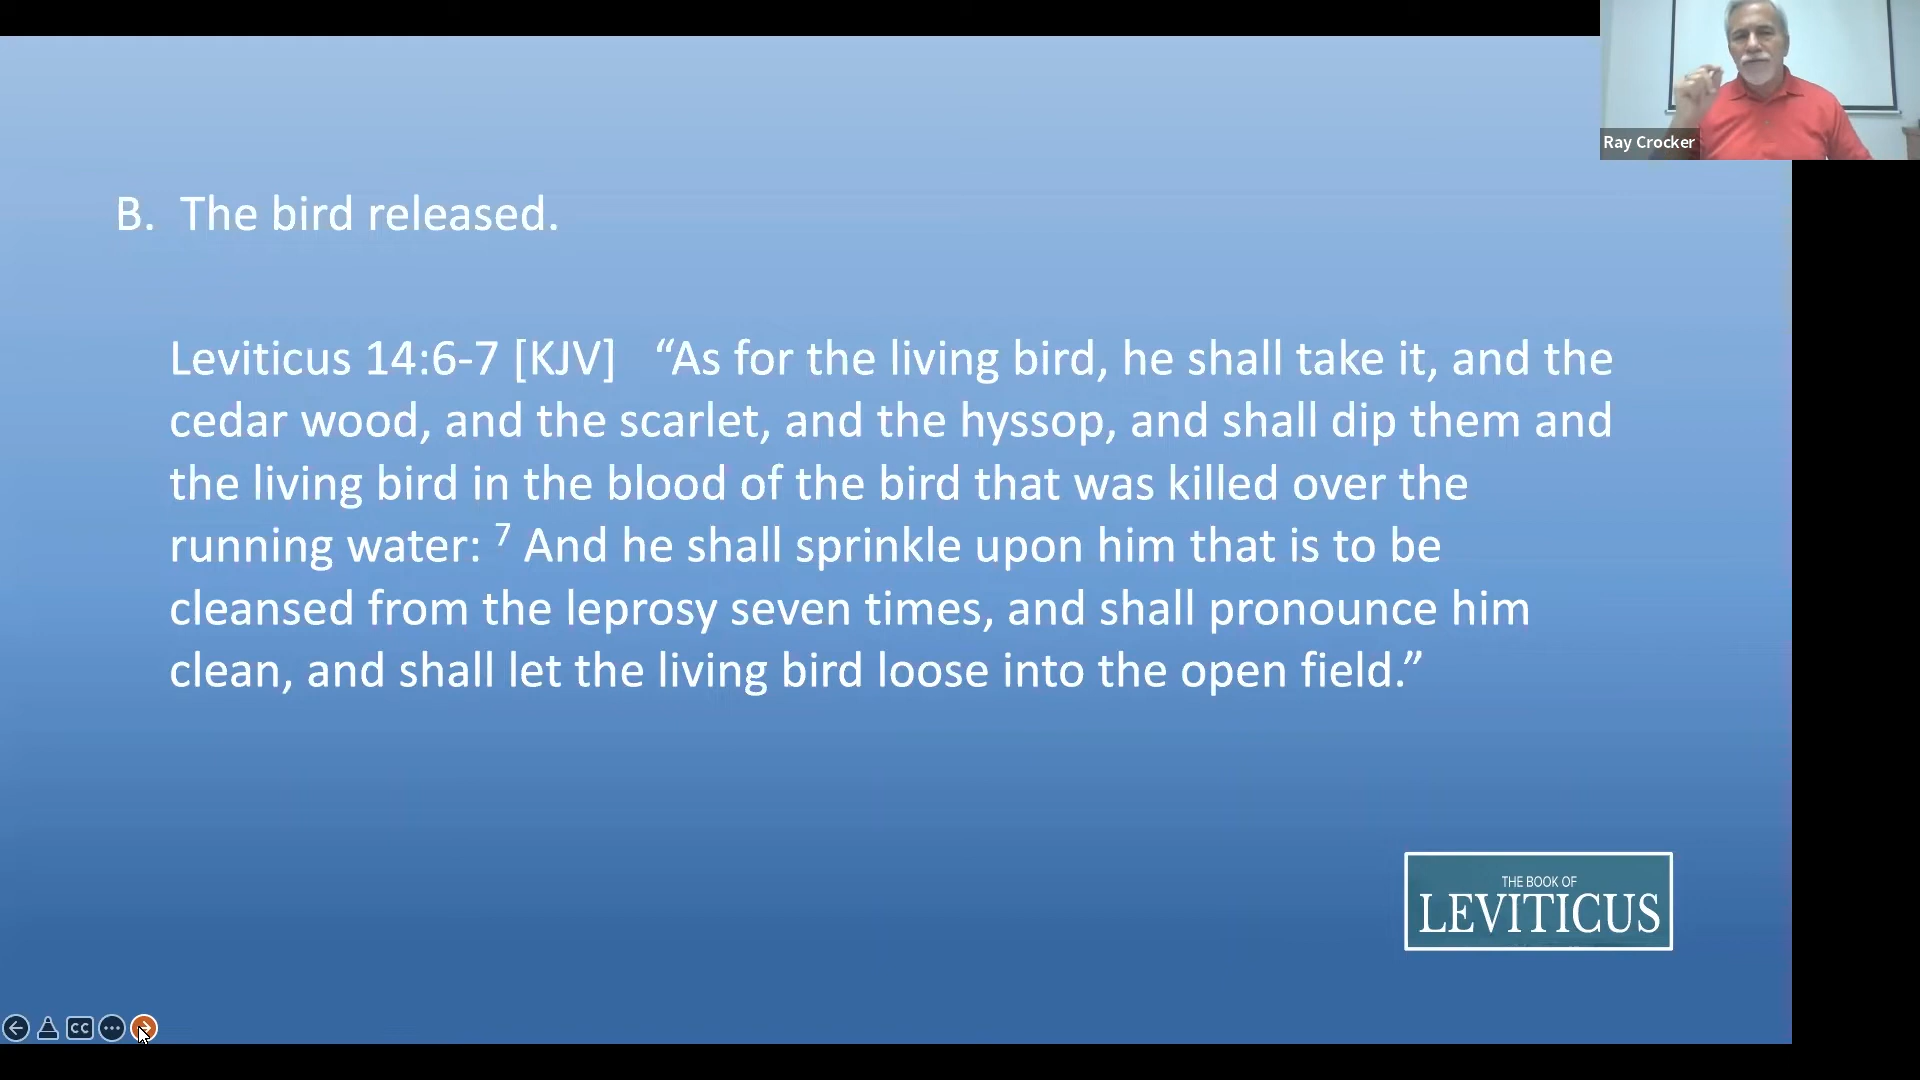 Ray Crocker
B. The bird released.
Leviticus 14:6-7 [KJV] “As for the living bird, he shall take it, and the
cedar wood, and the scarlet, and the hyssop, and shall dip them and
the living bird in the blood of the bird that was killed over the
running water: ⁷ And he shall sprinkle upon him that is to be
cleansed from the leprosy seven times, and shall pronounce him
clean, and shall let the living bird loose into the open field.”
THE BOOK OF
LEVITICUS
CC